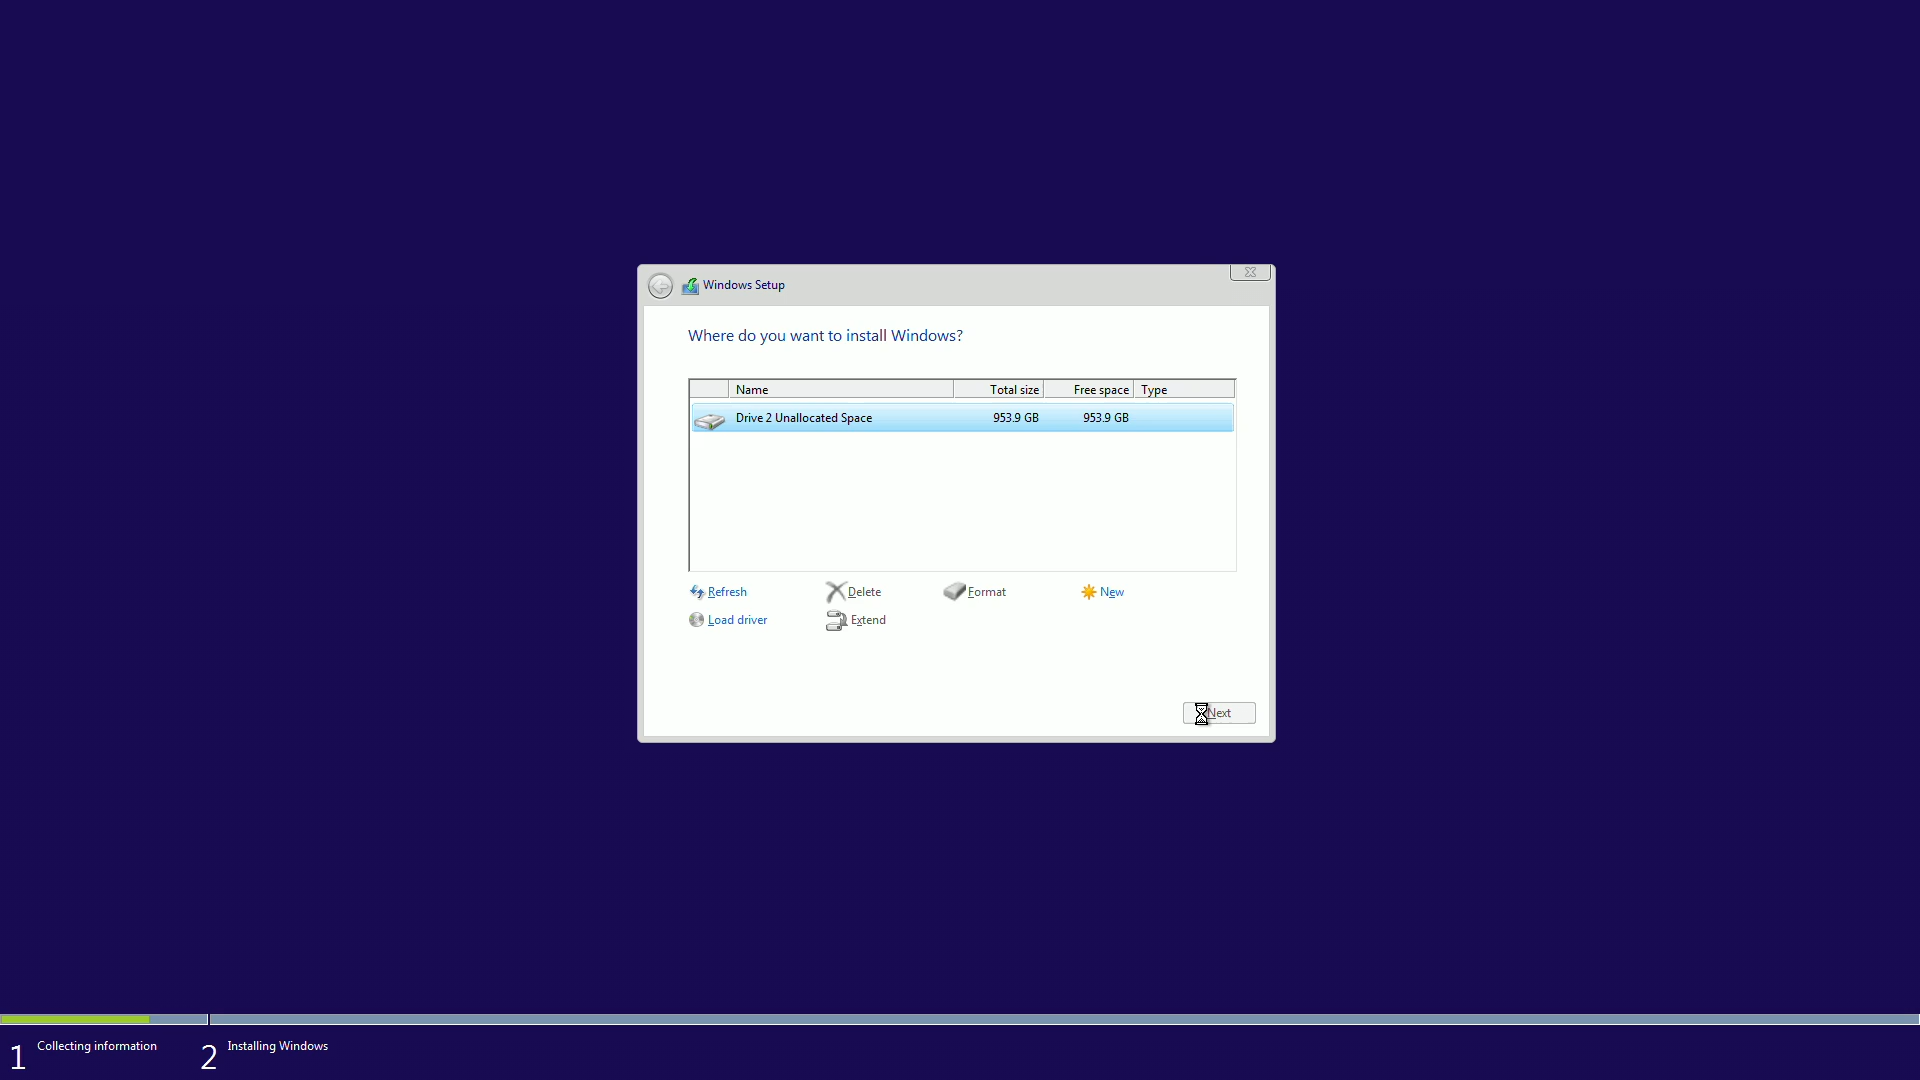 Windows Setup
Where do you want to install Windows?
Name Total size Free space Type
Drive 2 Unallocated Space 953.9 GB 953.9 GB
Refresh Delete Format New
Load driver Extend
Next
1 Collecting information 2 Installing Windows